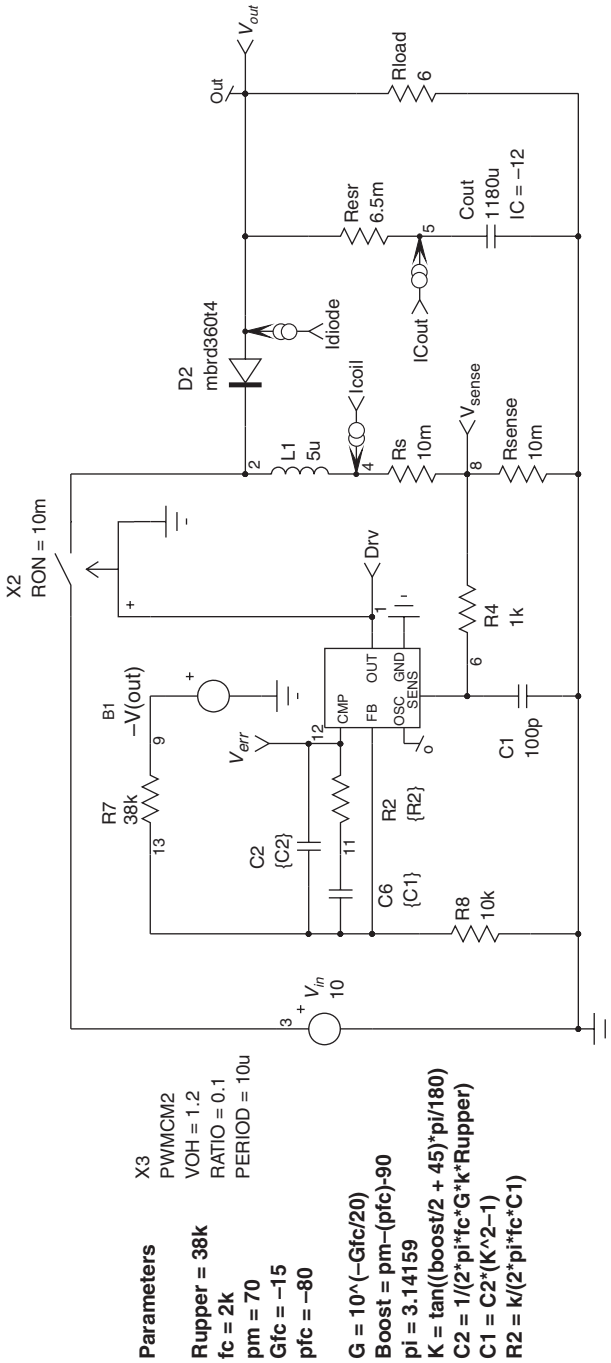 Parameters
Rupper = 38k
fc = 2k
pm = 70
Gfc = –15
pfc = –80
G = 10^(–Gfc/20)
Boost = pm–(pfc)-90
pi = 3.14159
K = tan((boost/2 + 45)*pi/180)
C2 = 1/(2*pi*fc*G*k*Rupper)
C1 = C2*(K^2–1)
R2 = k/(2*pi*fc*C1)
X3
PWMCM2
VOH = 1.2
RATIO = 0.1
PERIOD = 10u
3
+
Vin
10
R7
38k
13
9
B1
–V(out)
+
Verr
12
C2
{C2}
11
C6
{C1}
R2
{R2}
R8
10k
CMP
FB
OSC
OUT
GND
SENS
o
1
Drv
X2
RON = 10m
+
6
R4
1k
C1
100p
2
L1
5u
4
Icoil
Rs
10m
8
Vsense
Rsense
10m
D2
mbrd360t4
Idiode
Resr
6.5m
5
ICout
Cout
1180u
IC = –12
Out
Vout
Rload
6